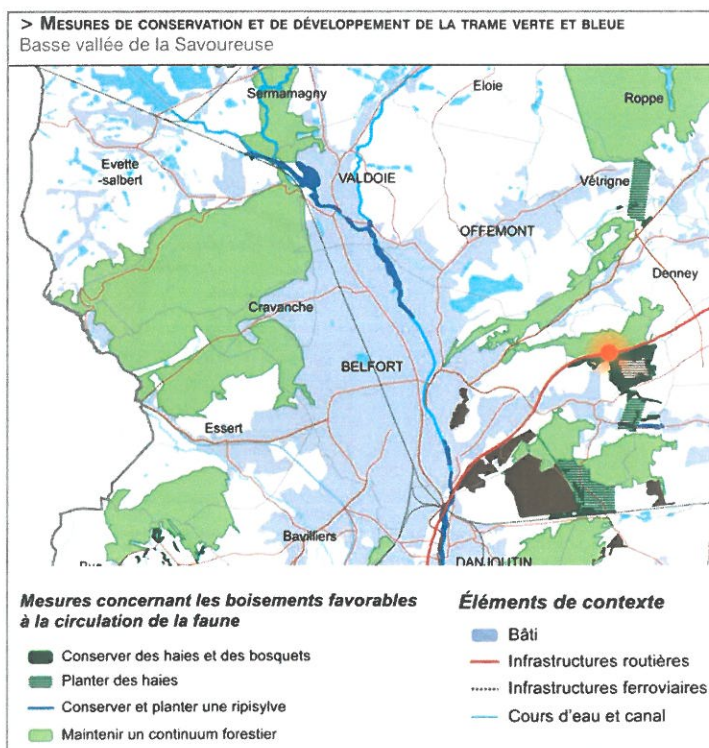 > MESURES DE CONSERVATION ET DE DÉVELOPPEMENT DE LA TRAME VERTE ET BLEUE
Basse vallée de la Savoureuse
Sermamagny
Eloie
Roppe
Evette
-salbert
VALDOIE
Vétrigne
OFFEMONT
Denney
Cravanche
BELFORT
Essert
Bavilliers
DANJOUTIN
Mesures concernant les boisements favorables
à la circulation de la faune
Conserver des haies et des bosquets
Planter des haies
Conserver et planter une ripisylve
Maintenir un continuum forestier
Éléments de contexte
Bâti
Infrastructures routières
Infrastructures ferroviaires
Cours d'eau et canal